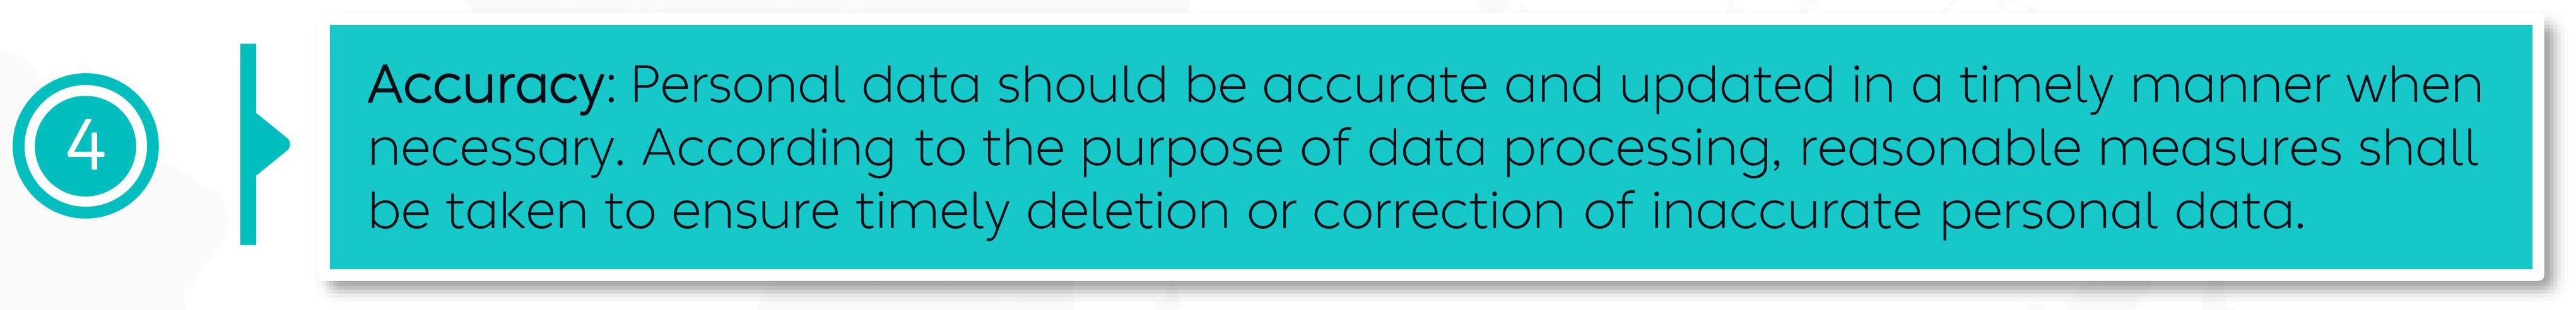 4
Accuracy: Personal data should be accurate and updated in a timely manner when
necessary. According to the purpose of data processing, reasonable measures shall
be taken to ensure timely deletion or correction of inaccurate personal data.